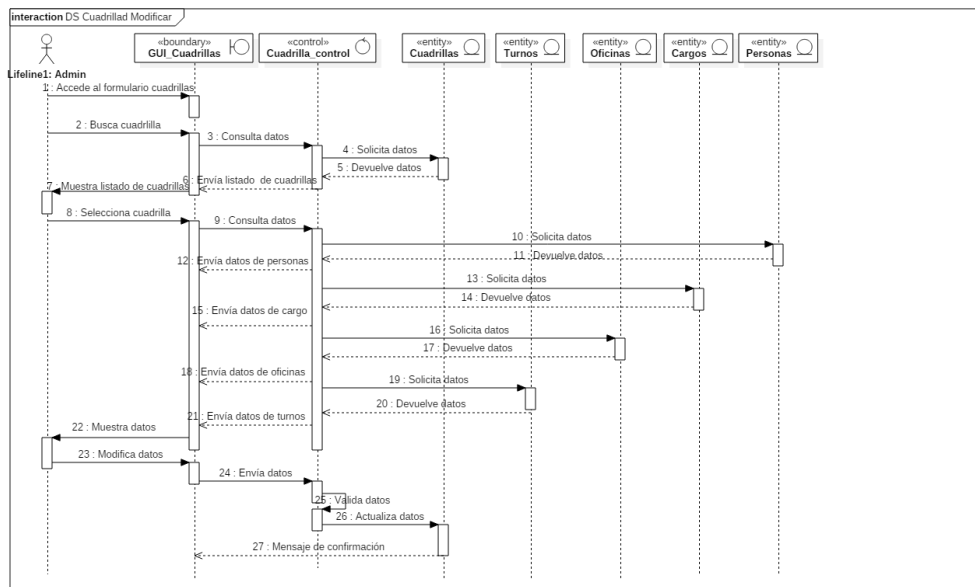 interaction DS Cuadrillad Modificar
«boundary»
GUI_Cuadrillas
«control»
Cuadrilla_control
«entity»
Cuadrillas
«entity»
Turnos
«entity»
Oficinas
«entity»
Cargos
«entity»
Personas
Lifeline1: Admin
1 : Accede al formulario cuadrillas
2 : Busca cuadrlilla
3 : Consulta datos
4 : Solicita datos
5 : Devuelve datos
6 : Envía listado de cuadrillas
7 : Muestra listado de cuadrillas
8 : Selecciona cuadrilla
9 : Consulta datos
10 : Solicita datos
11 : Devuelve datos
12 : Envía datos de personas
13 : Solicita datos
14 : Devuelve datos
15 : Envía datos de cargo
16 : Solicita datos
17 : Devuelve datos
18 : Envía datos de oficinas
19 : Solicita datos
20 : Devuelve datos
21 : Envía datos de turnos
22 : Muestra datos
23 : Modifica datos
24 : Envía datos
25 : Valida datos
26 : Actualiza datos
27 : Mensaje de confirmación